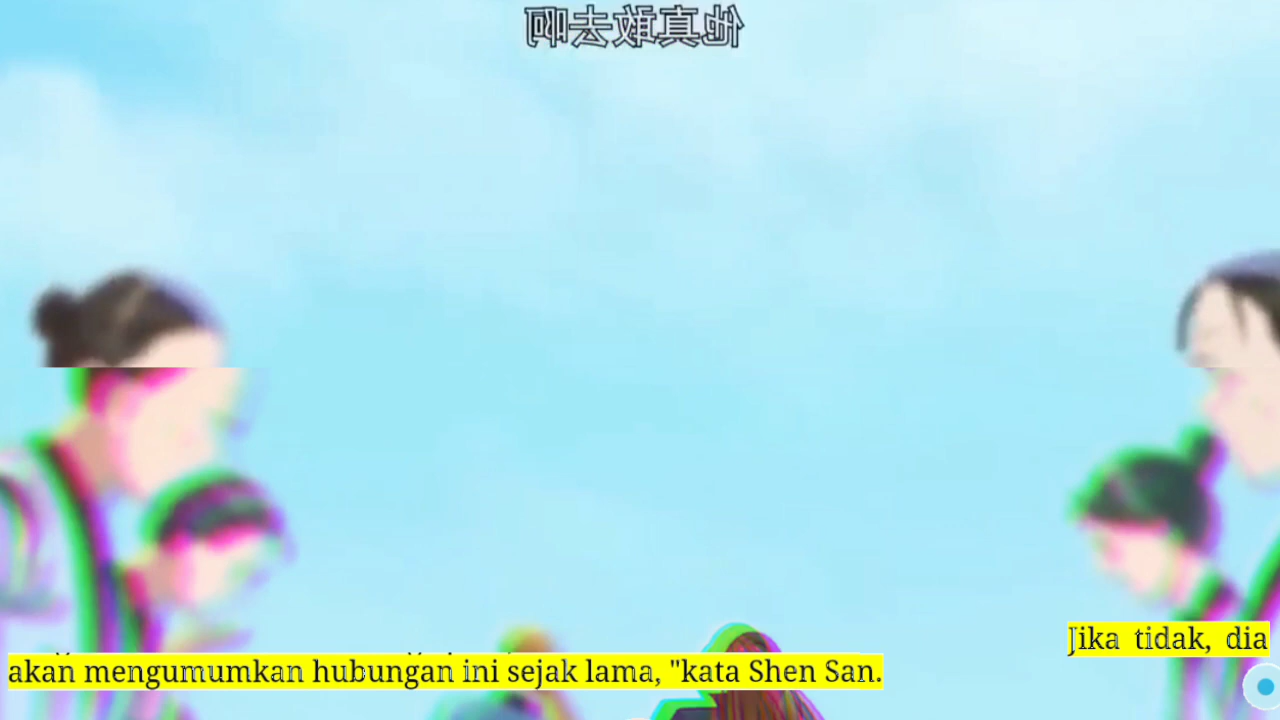 他真敢去啊
Jika tidak, dia
akan mengumumkan hubungan ini sejak lama, "kata Shen San.